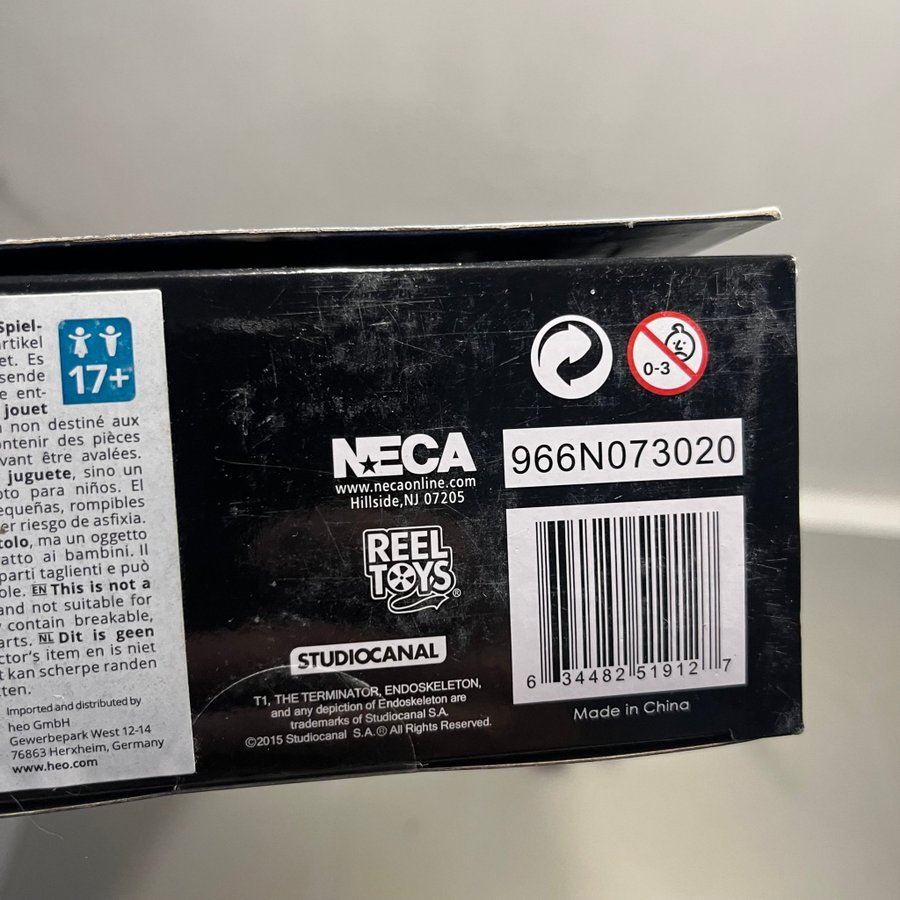 Spiel-
artikel
et. Es
sende
e ent-
jouet
17+
non destiné aux
ontenir des pièces
vant être avalées.
juguete, sino un
oto para niños. El
equeñas, rompibles
er riesgo de asfixia.
tolo, ma un oggetto
atto ai bambini. Il
parti taglienti e può
ole. EN This is not a
and not suitable for
contain breakable,
arts. NL Dit is geen
ctor's item en is niet
t kan scherpe randen
ten.
Imported and distributed by
heo GmbH
Gewerbepark West 12-14
76863 Herxheim, Germany
www.heo.com
0-3
NECA
www.necaonline.com
Hillside,NJ 07205
966N073020
REEL
TOYS®
STUDIOCANAL
T1, THE TERMINATOR, ENDOSKELETON,
and any depiction of Endoskeleton are
trademarks of Studiocanal S.A.
©2015 Studiocanal S.A.® All Rights Reserved.
6 34482 51912 7
Made in China